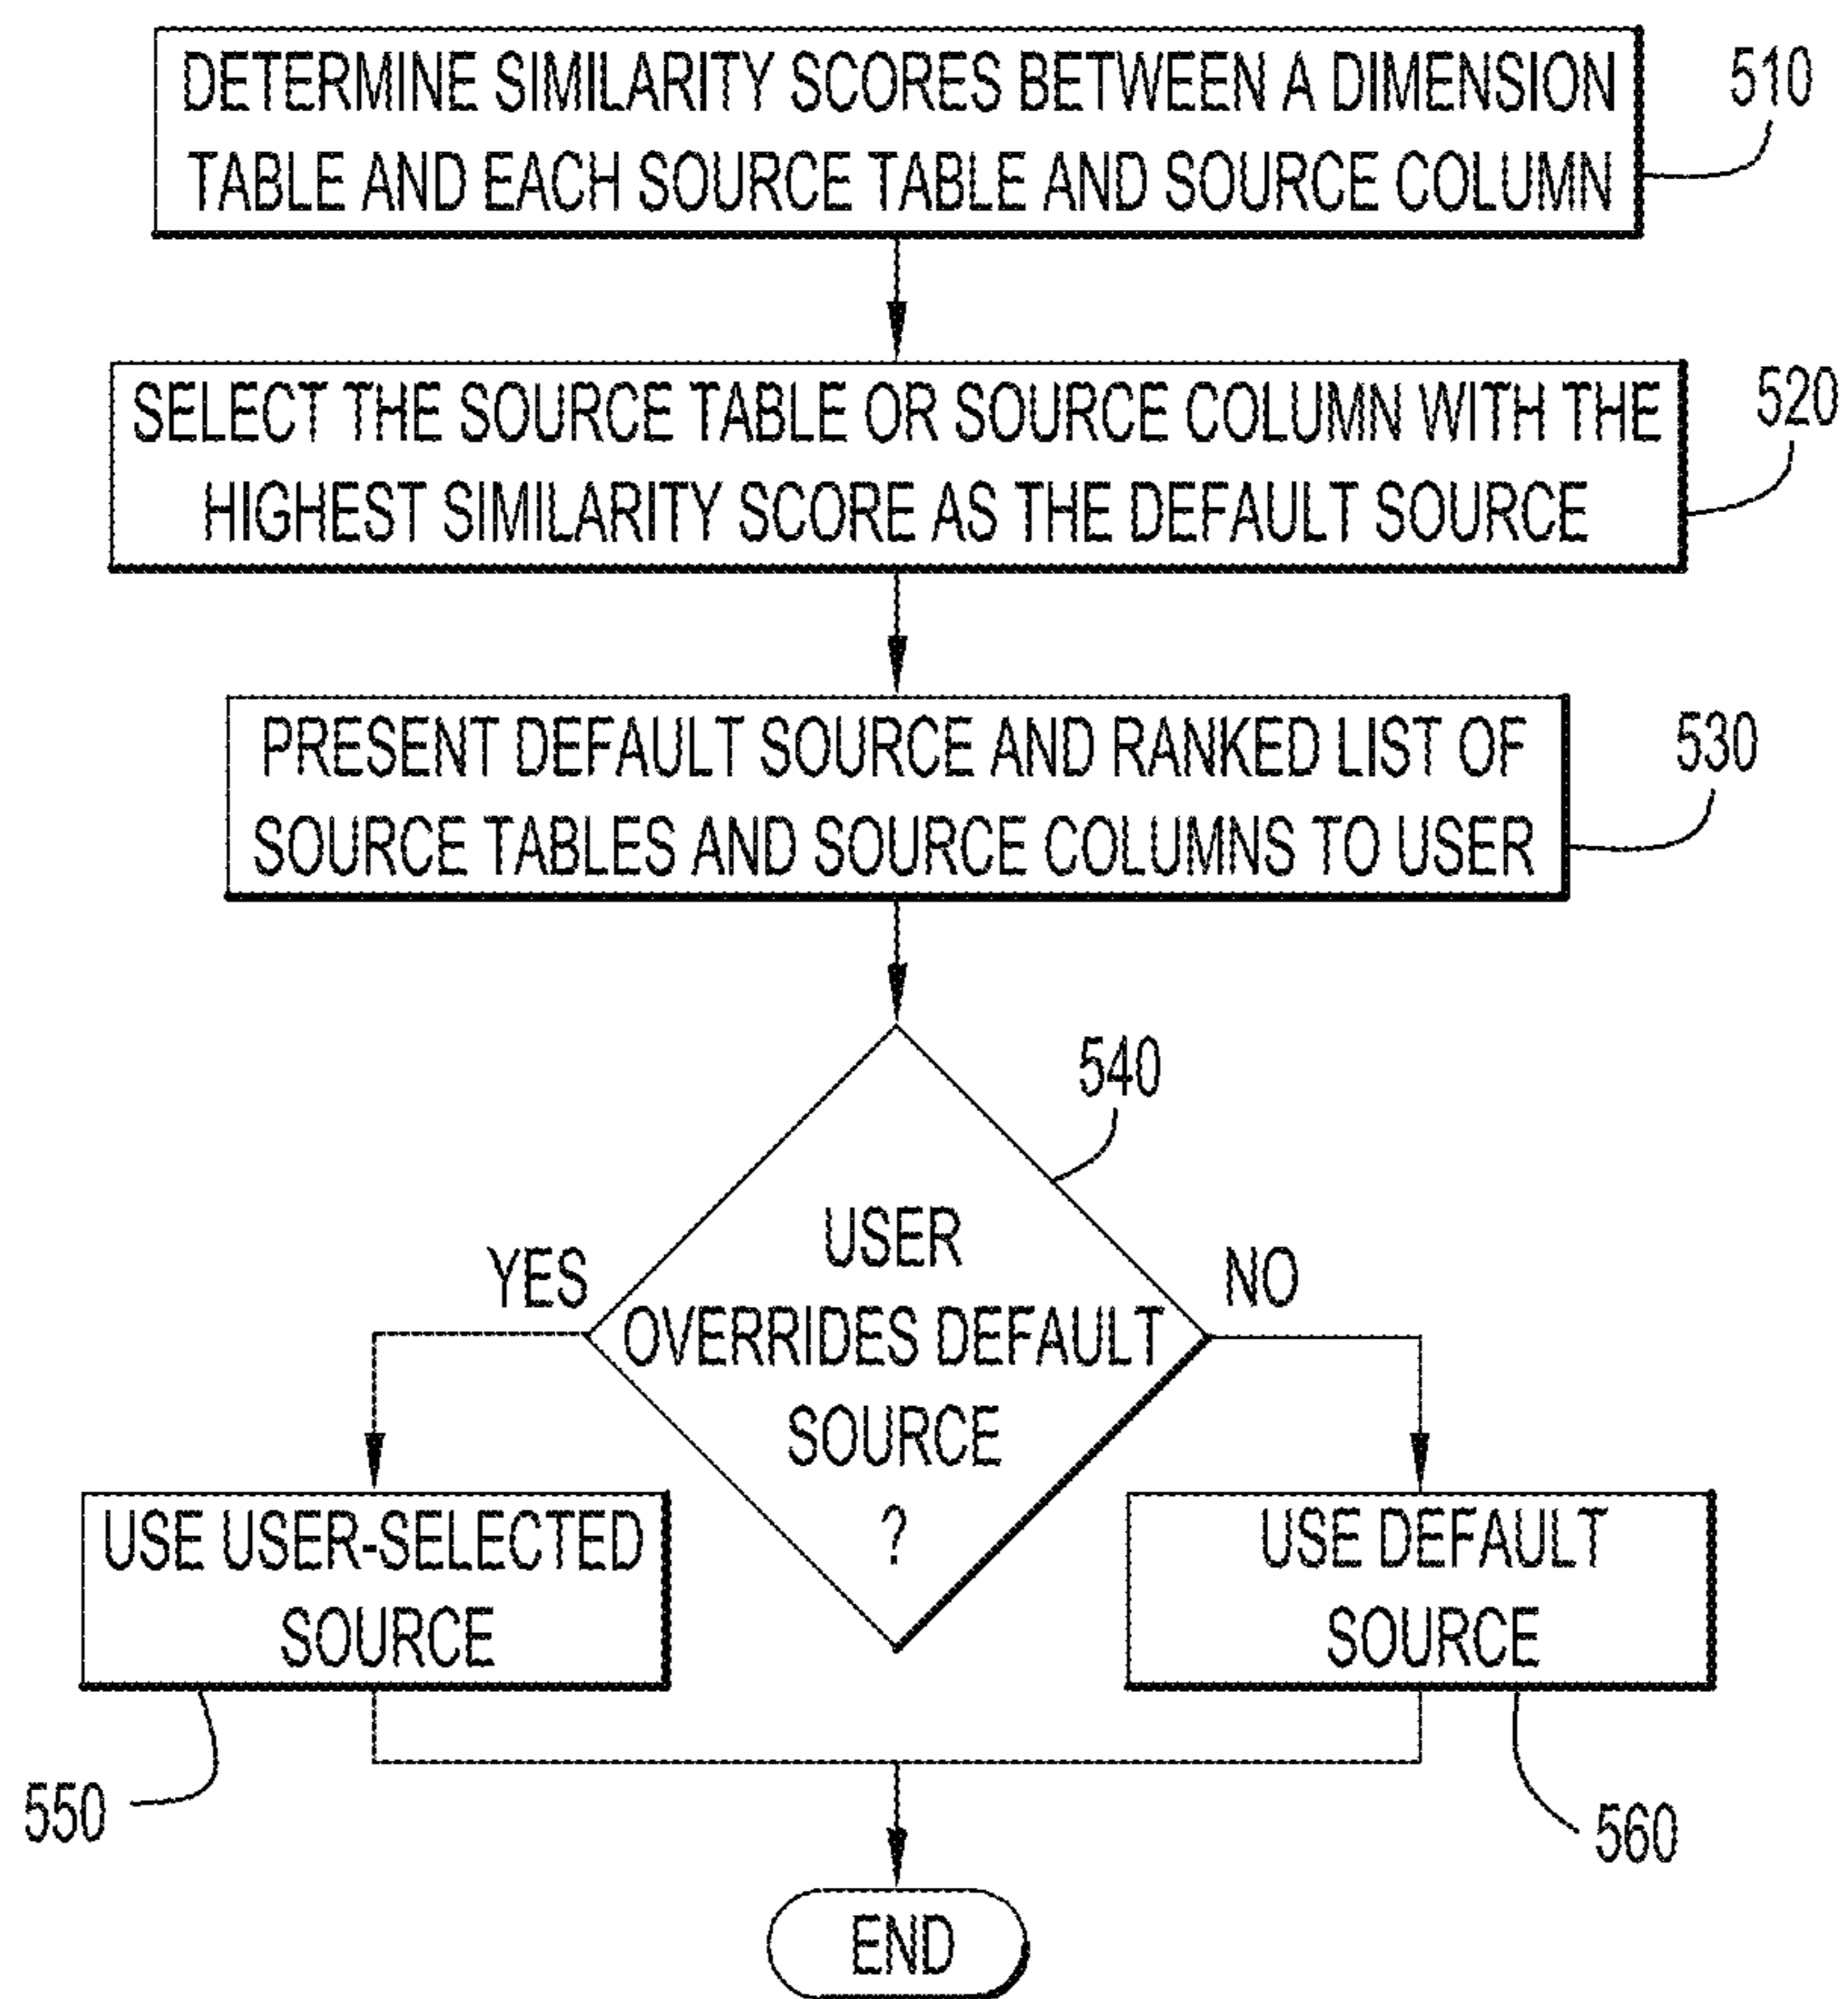 DETERMINE SIMILARITY SCORES BETWEEN A DIMENSION
TABLE AND EACH SOURCE TABLE AND SOURCE COLUMN
510
SELECT THE SOURCE TABLE OR SOURCE COLUMN WITH THE
HIGHEST SIMILARITY SCORE AS THE DEFAULT SOURCE
520
PRESENT DEFAULT SOURCE AND RANKED LIST OF
SOURCE TABLES AND SOURCE COLUMNS TO USER
530
540
USER
OVERRIDES DEFAULT
SOURCE
?
YES
NO
USE USER-SELECTED
SOURCE
USE DEFAULT
SOURCE
550
560
END